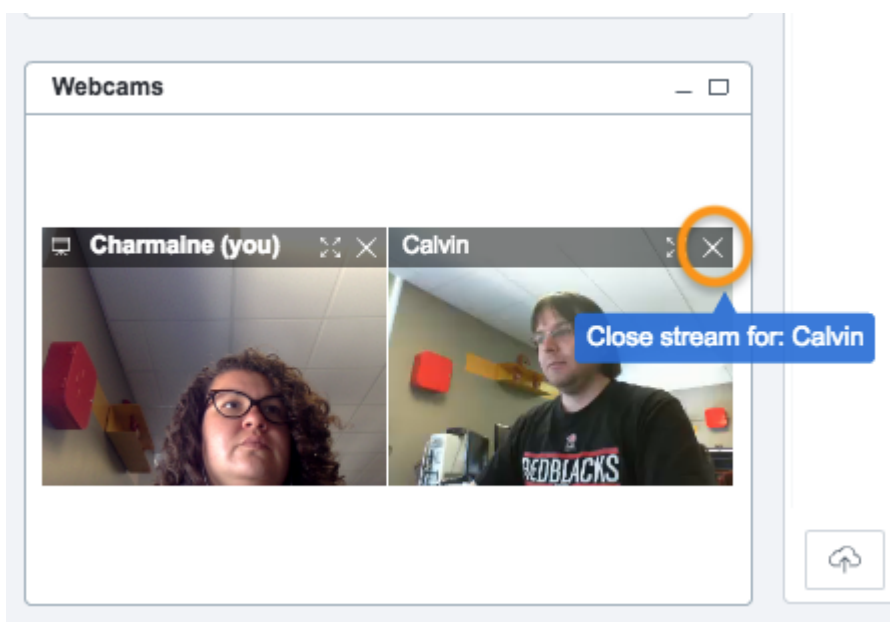 Webcams
Charmaine (you)
Calvin
Close stream for: Calvin
REDBLACKS